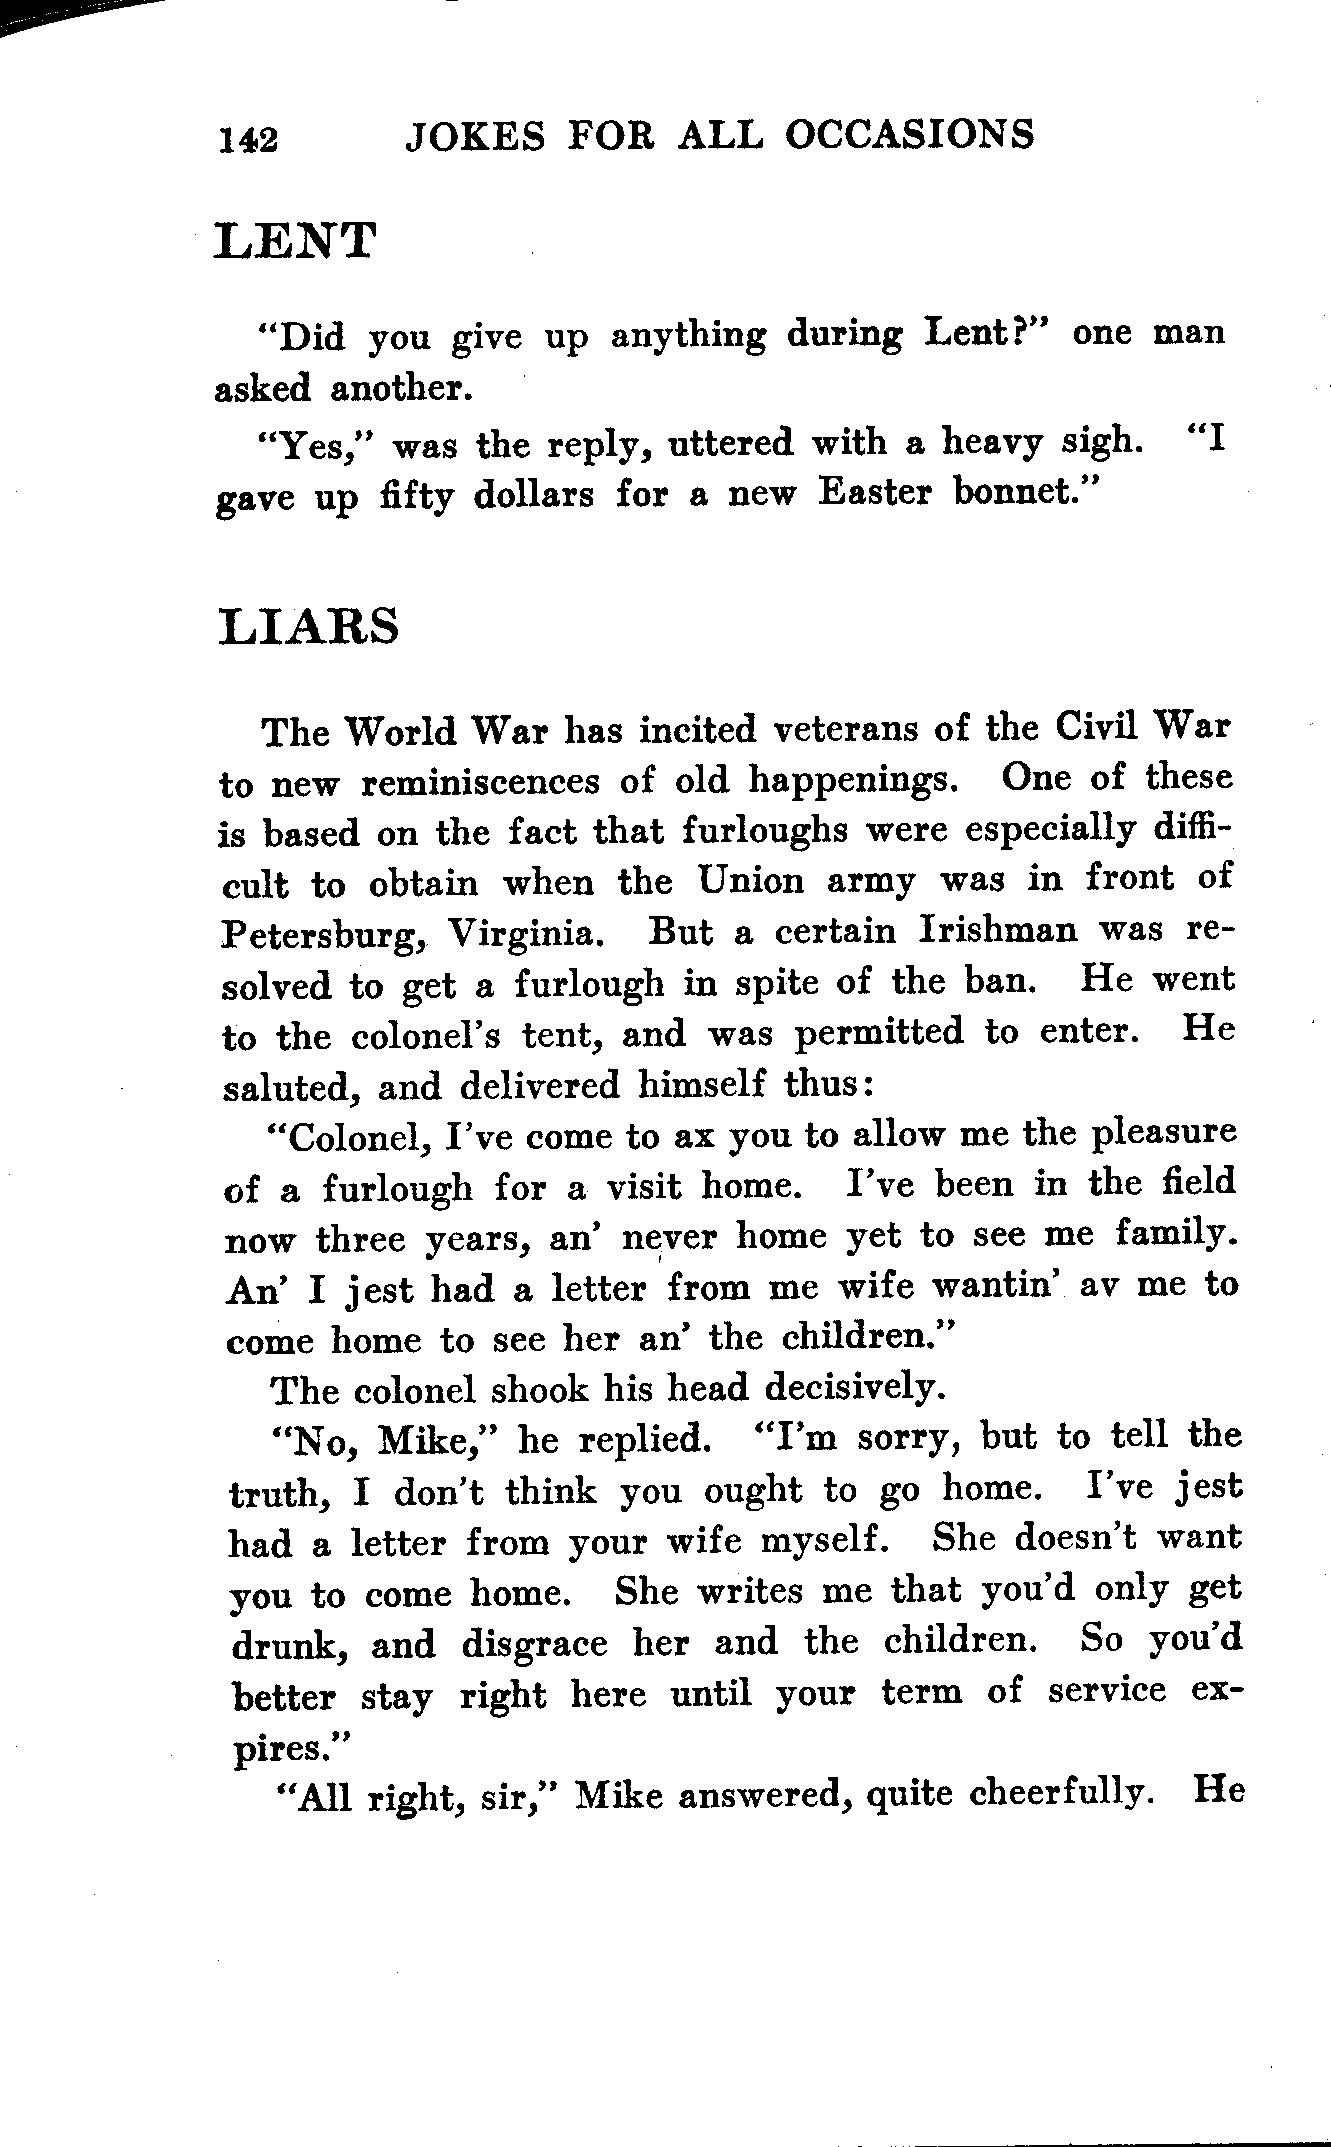 142 JOKES FOR ALL OCCASIONS
LENT
"Did you give up anything during Lent?" one man
asked another.
"Yes," was the reply, uttered with a heavy sigh. "I
gave up fifty dollars for a new Easter bonnet."
LIARS
The World War has incited veterans of the Civil War
to new reminiscences of old happenings. One of these
is based on the fact that furloughs were especially diffi-
cult to obtain when the Union army was in front of
Petersburg, Virginia. But a certain Irishman was re-
solved to get a furlough in spite of the ban. He went
to the colonel's tent, and was permitted to enter. He
saluted, and delivered himself thus:
"Colonel, I've come to ax you to allow me the pleasure
of a furlough for a visit home. I've been in the field
now three years, an' never home yet to see me family.
An' I jest had a letter from me wife wantin' av me to
come home to see her an' the children."
The colonel shook his head decisively.
"No, Mike," he replied. "I'm sorry, but to tell the
truth, I don't think you ought to go home. I've jest
had a letter from your wife myself. She doesn't want
you to come home. She writes me that you'd only get
drunk, and disgrace her and the children. So you'd
better stay right here until your term of service ex-
pires."
"All right, sir," Mike answered, quite cheerfully. He